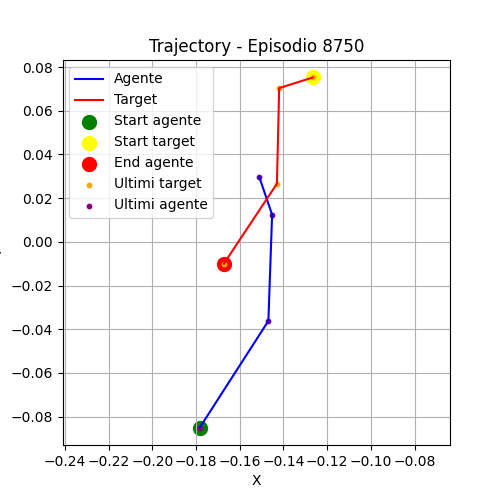 Trajectory - Episodio 8750
0.08
0.06
0.04
0.02
0.00
−0.02
−0.04
−0.06
−0.08
Agente
Target
Start agente
Start target
End agente
Ultimi target
Ultimi agente
−0.24 −0.22 −0.20 −0.18 −0.16 −0.14 −0.12 −0.10 −0.08
X